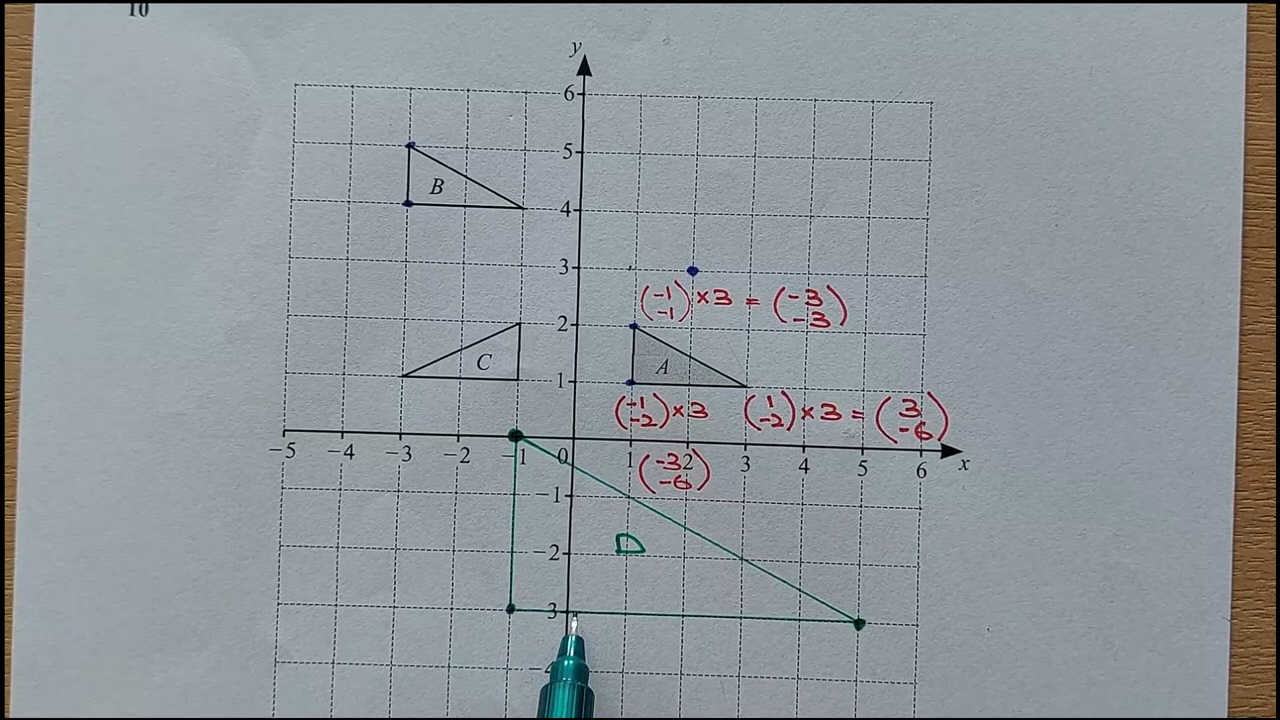 10
y
6
5
B
4
3
(-1 -1) ×3 = (-3 -3)
2
C
A
1
(-1 -2) ×3 (1 -2) ×3 = (3 -6)
-5 -4 -3 -2 -1 0 1 2 3 4 5 6 x
(-3 -6)
-1
D
-2
3